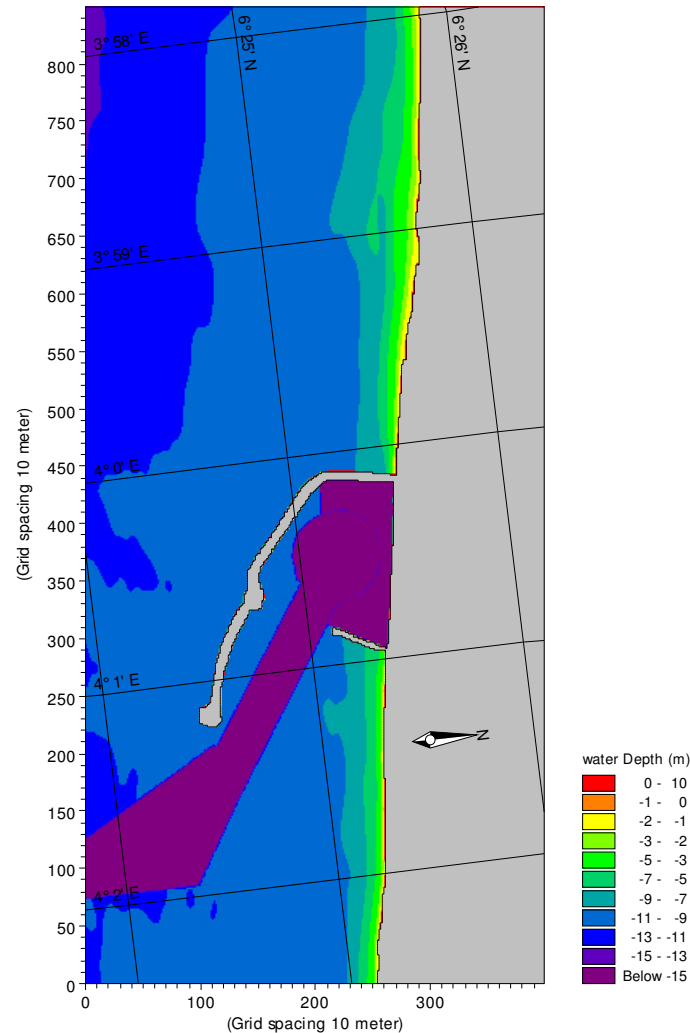 3° 58' E
6° 25' N
6° 26' N
3° 59' E
4° 0' E
4° 1' E
4° 2' E
N
800
750
700
650
600
550
500
450
400
350
300
250
200
150
100
50
0
(Grid spacing 10 meter)
0
100
200
300
(Grid spacing 10 meter)
water Depth (m)
0 - 10
-1 - 0
-2 - -1
-3 - -2
-5 - -3
-7 - -5
-9 - -7
-11 - -9
-13 - -11
-15 - -13
Below -15